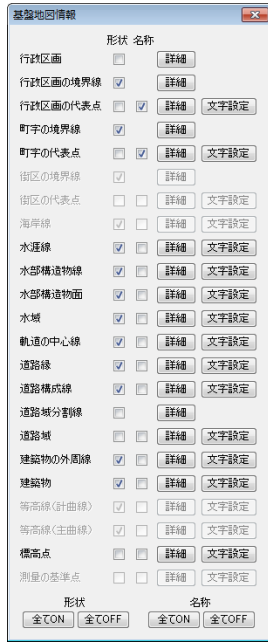 基盤地図情報
形状 名称
行政区画 詳細
行政区画の境界線 詳細
行政区画の代表点 詳細 文字設定
町字の境界線 詳細
町字の代表点 詳細 文字設定
街区の境界線 詳細
街区の代表点 詳細 文字設定
海岸線 詳細 文字設定
水涯線 詳細 文字設定
水部構造物線 詳細 文字設定
水部構造物面 詳細 文字設定
水域 詳細 文字設定
軌道の中心線 詳細 文字設定
道路縁 詳細 文字設定
道路構成線 詳細 文字設定
道路域分割線 詳細
道路域 詳細 文字設定
建築物の外周線 詳細 文字設定
建築物 詳細 文字設定
等高線(計曲線) 詳細 文字設定
等高線(主曲線) 詳細 文字設定
標高点 詳細 文字設定
測量の基準点 詳細 文字設定
形状 名称
全てON 全てOFF 全てON 全てOFF